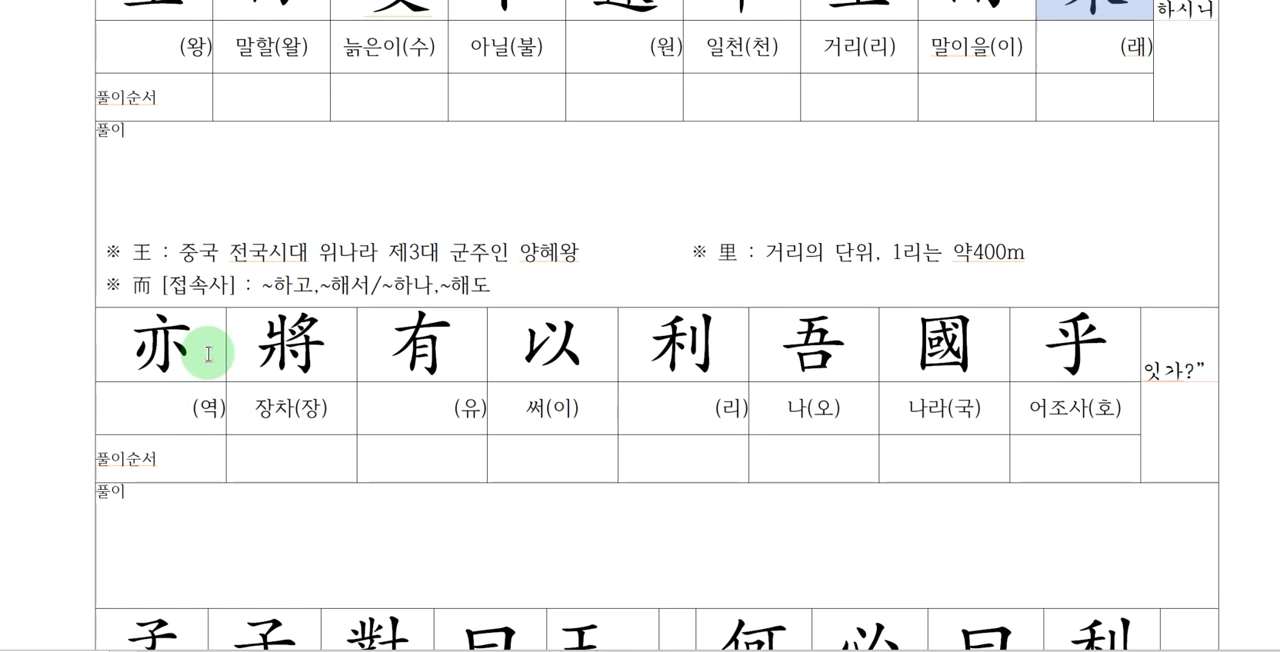 하시니
(왕) 말할(왈) 늙은이(수) 아닐(불) (원) 일천(천) 거리(리) 말이을(이) (래)
풀이순서
풀이
※ 王 : 중국 전국시대 위나라 제3대 군주인 양혜왕 ※ 里 : 거리의 단위, 1리는 약400m
※ 而 [접속사] : ~하고,~해서/~하나,~해도
亦 將 有 以 利 吾 國 乎 잇가?”
(역) 장차(장) (유) 써(이) (리) 나(오) 나라(국) 어조사(호)
풀이순서
풀이